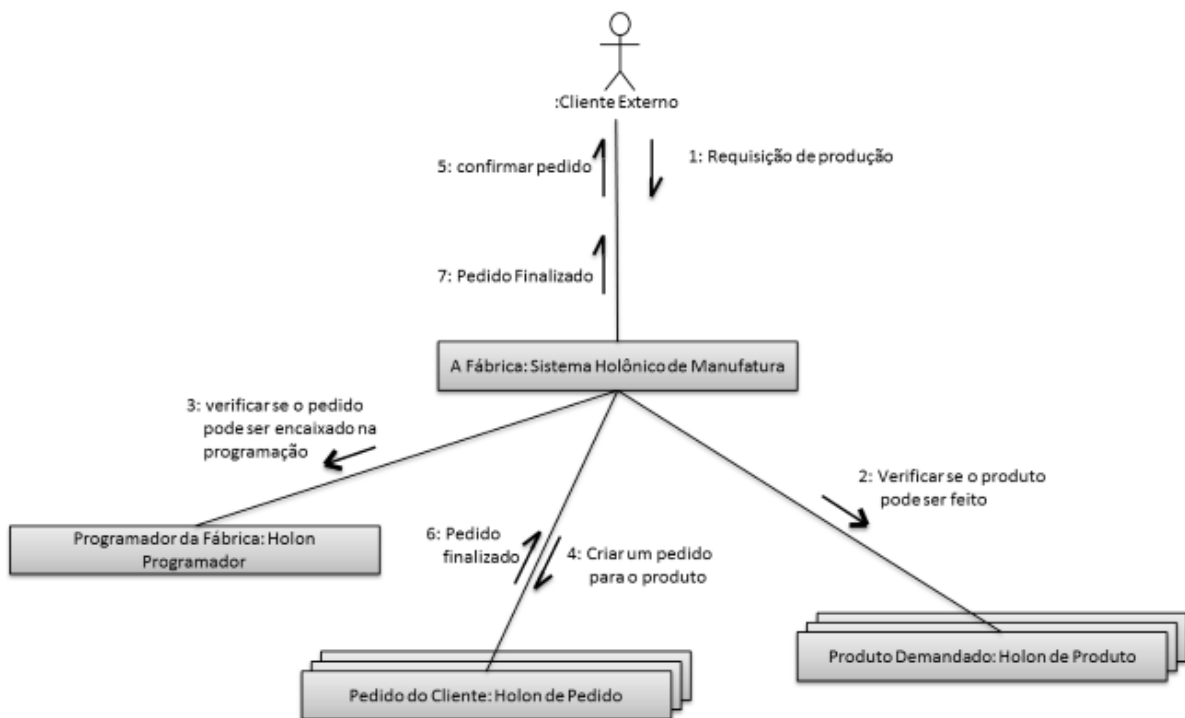 :Cliente Externo
5: confirmar pedido
1: Requisição de produção
7: Pedido Finalizado
A Fábrica: Sistema Holônico de Manufatura
3: verificar se o pedido
pode ser encaixado na
programação
2: Verificar se o produto
pode ser feito
Programador da Fábrica: Holon
Programador
6: Pedido
finalizado
4: Criar um pedido
para o produto
Produto Demandado: Holon de Produto
Pedido do Cliente: Holon de Pedido